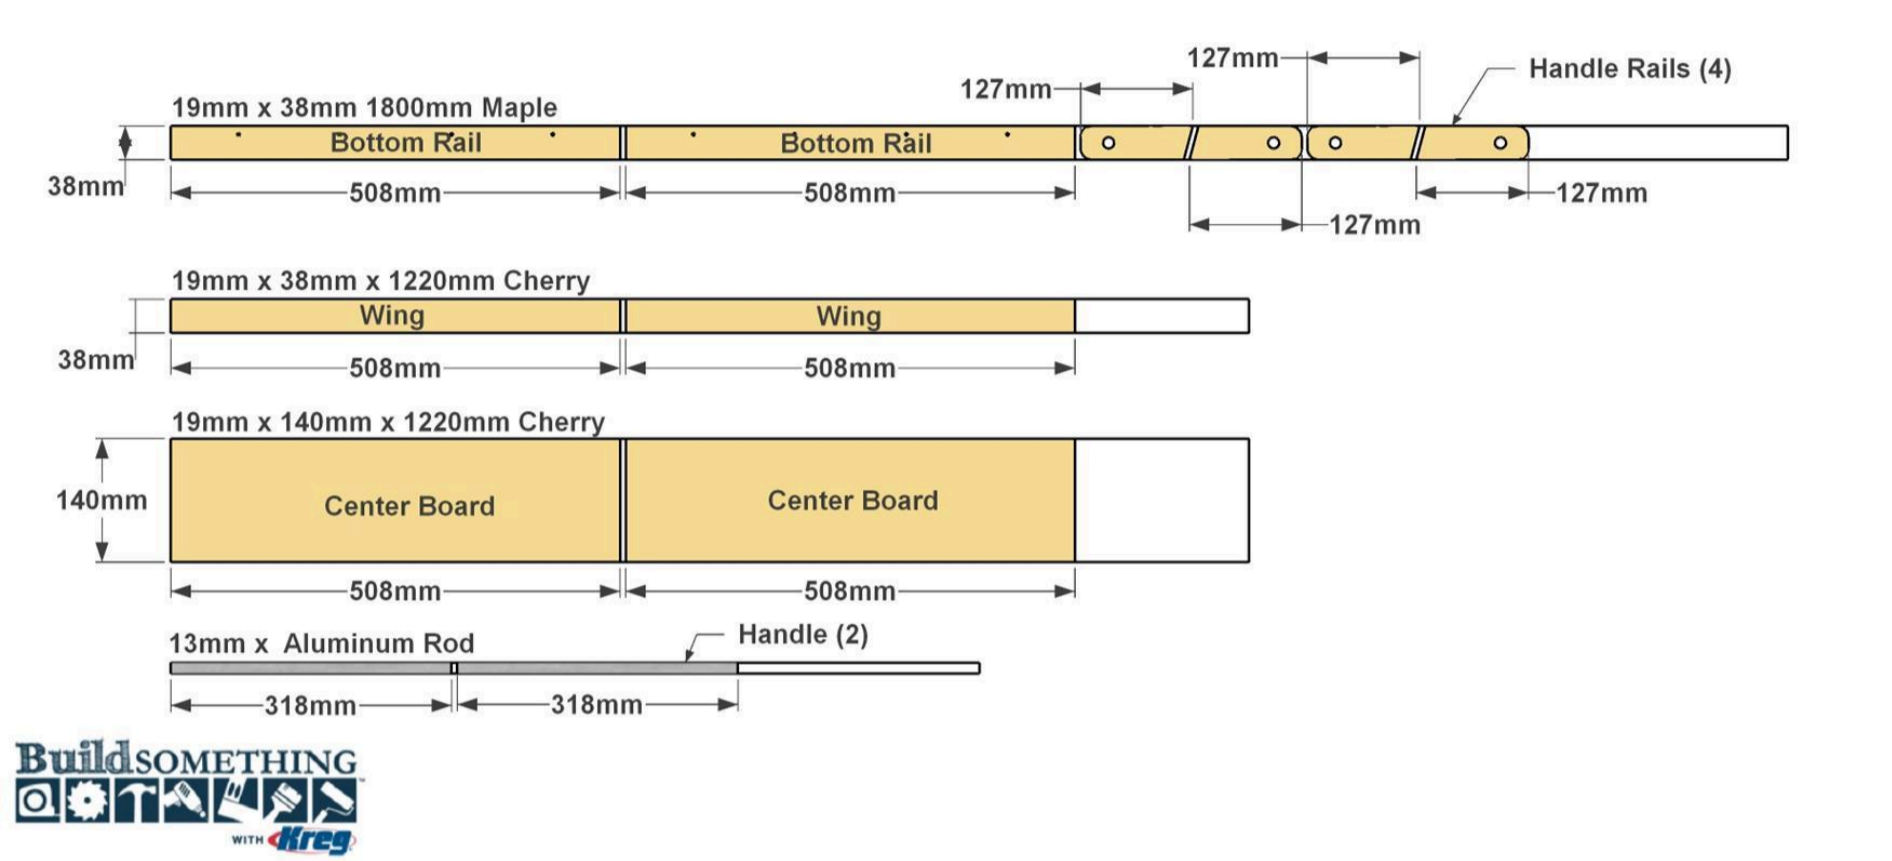 127mm
Handle Rails (4)
127mm
19mm x 38mm 1800mm Maple
Bottom Rail
Bottom Rail
38mm
508mm
508mm
127mm
127mm
19mm x 38mm x 1220mm Cherry
Wing
Wing
38mm
508mm
508mm
19mm x 140mm x 1220mm Cherry
140mm
Center Board
Center Board
508mm
508mm
13mm x  Aluminum Rod
Handle (2)
318mm
318mm
BuildSOMETHING
™
WITH Kreg